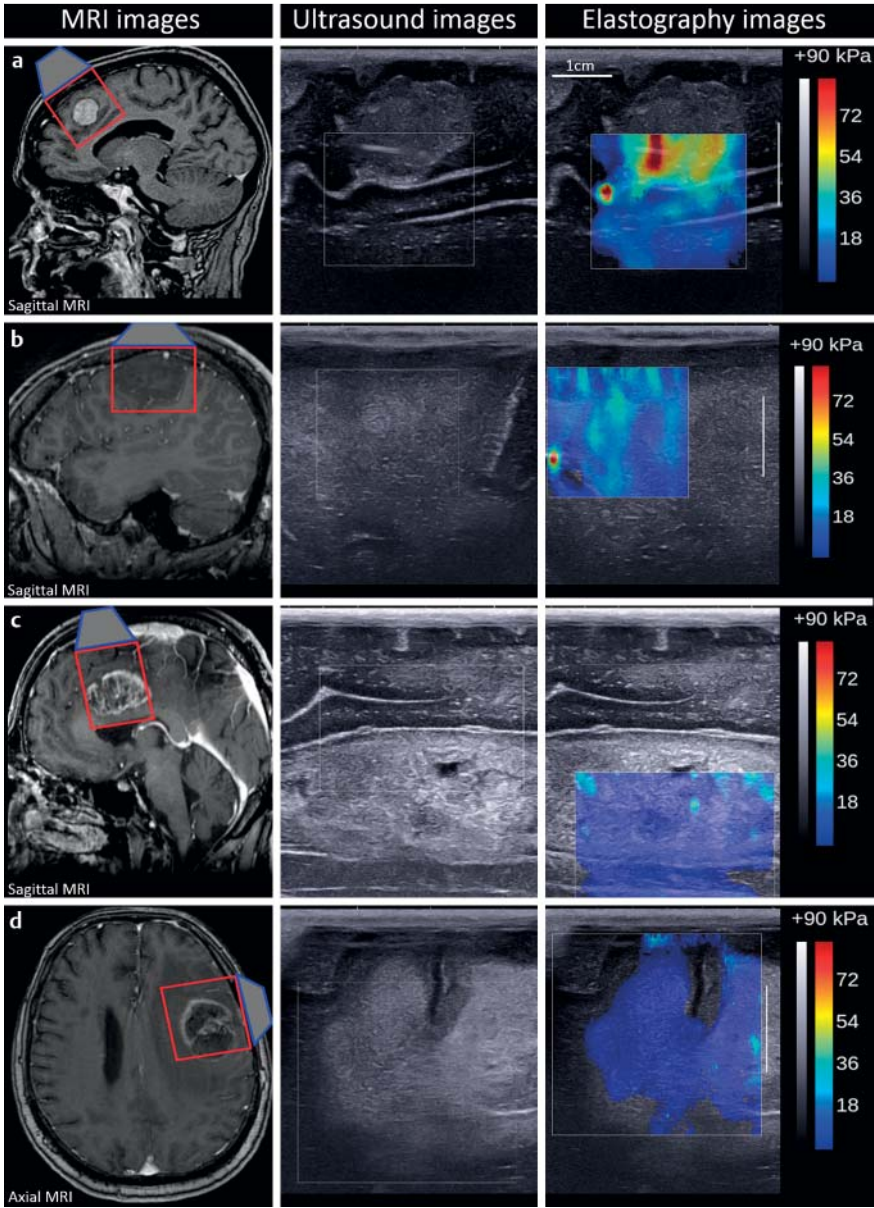 MRI images
Ultrasound images
Elastography images
a
1cm
+90 kPa
72
54
36
18
Sagittal MRI
b
+90 kPa
72
54
36
18
Sagittal MRI
c
+90 kPa
72
54
36
18
Sagittal MRI
d
+90 kPa
72
54
36
18
Axial MRI